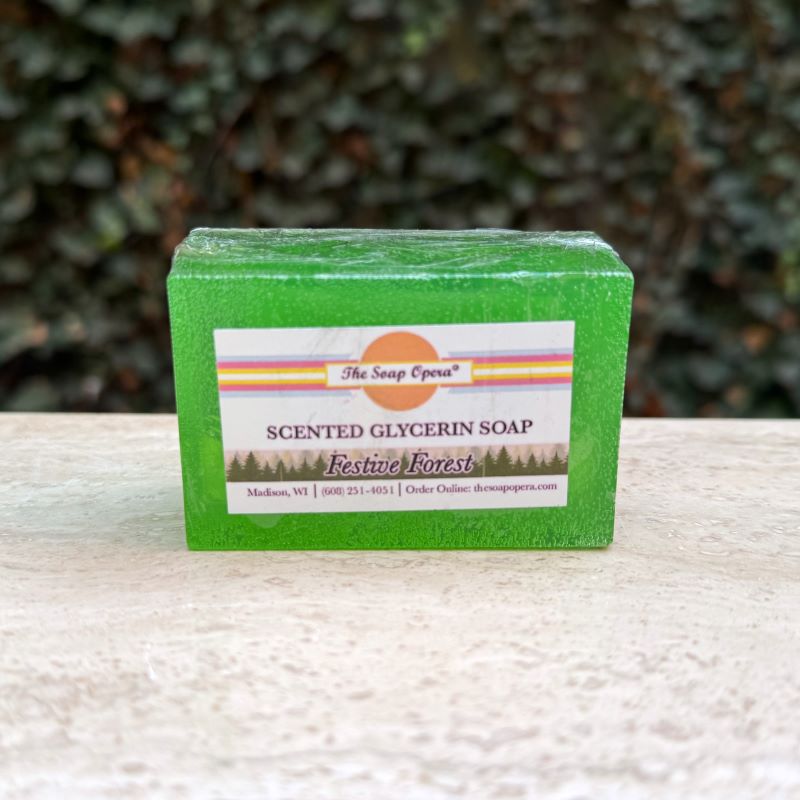 The Soap Opera®
SCENTED GLYCERIN SOAP
Festive Forest
Madison, WI | (608) 251-4051 | Order Online: thesoapopera.com